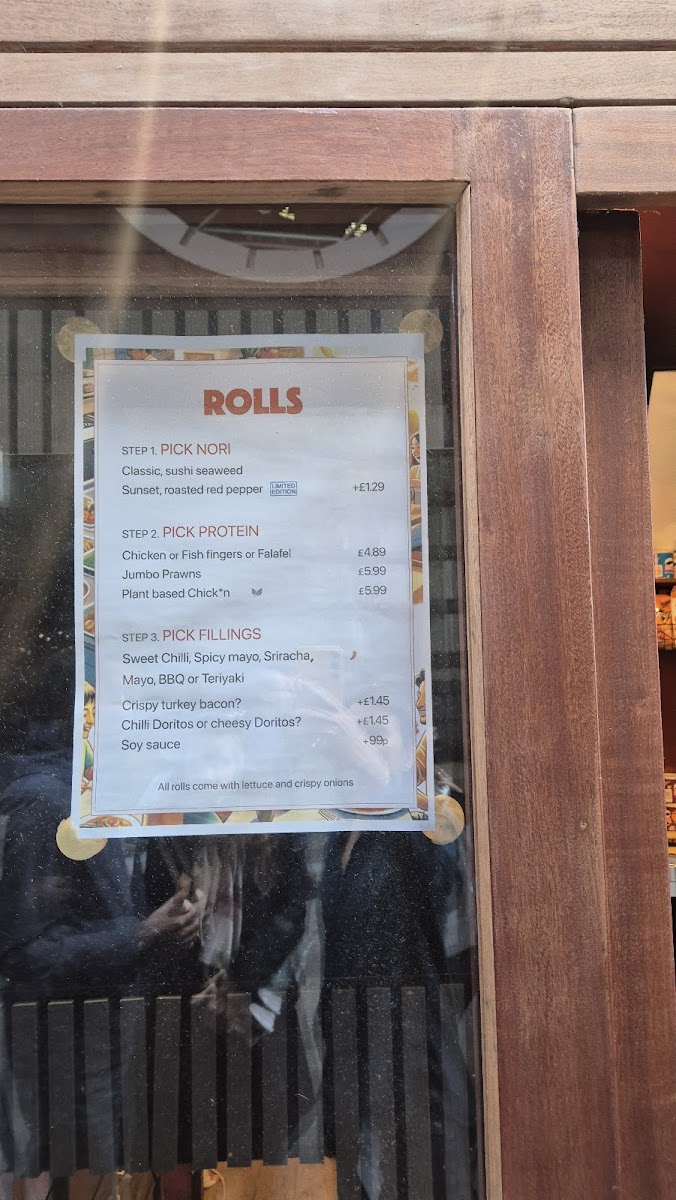 ROLLS
STEP 1. PICK NORI
Classic, sushi seaweed
Sunset, roasted red pepper LIMITED EDITION +£1.29
STEP 2. PICK PROTEIN
Chicken or Fish fingers or Falafel £4.89
Jumbo Prawns £5.99
Plant based Chick*n £5.99
STEP 3. PICK FILLINGS
Sweet Chilli, Spicy mayo, Sriracha,
Mayo, BBQ or Teriyaki
Crispy turkey bacon? +£1.45
Chilli Doritos or cheesy Doritos? +£1.45
Soy sauce +99p
All rolls come with lettuce and crispy onions